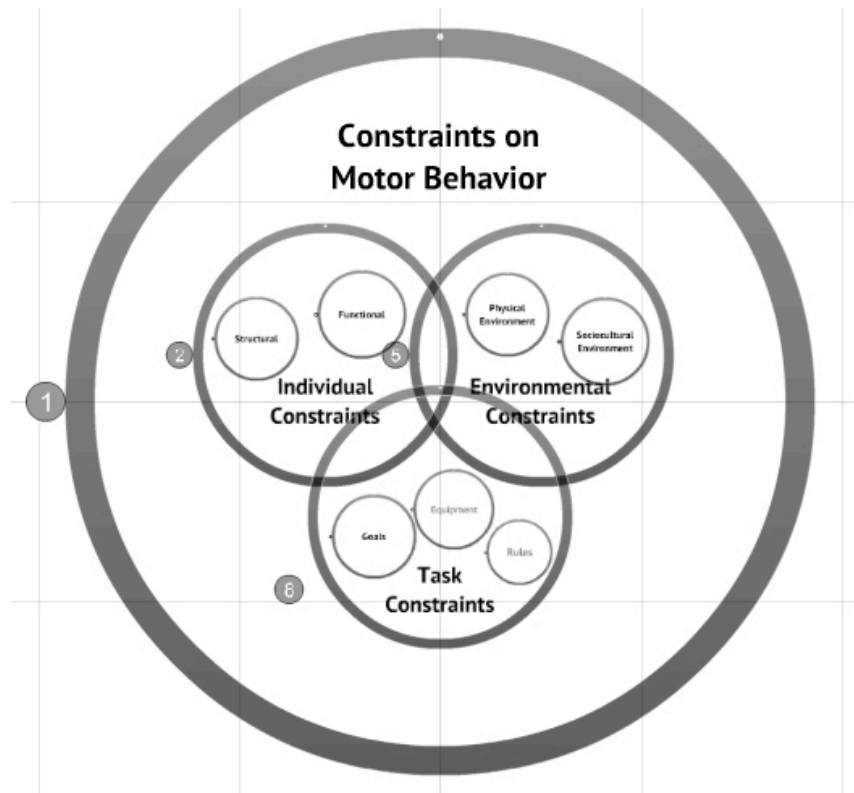 Constraints on
Motor Behavior
Structural
Functional
Individual
Constraints
Physical
Environment
Sociocultural
Environment
Environmental
Constraints
Goals
Equipment
Rules
Task
Constraints
1
2
5
8